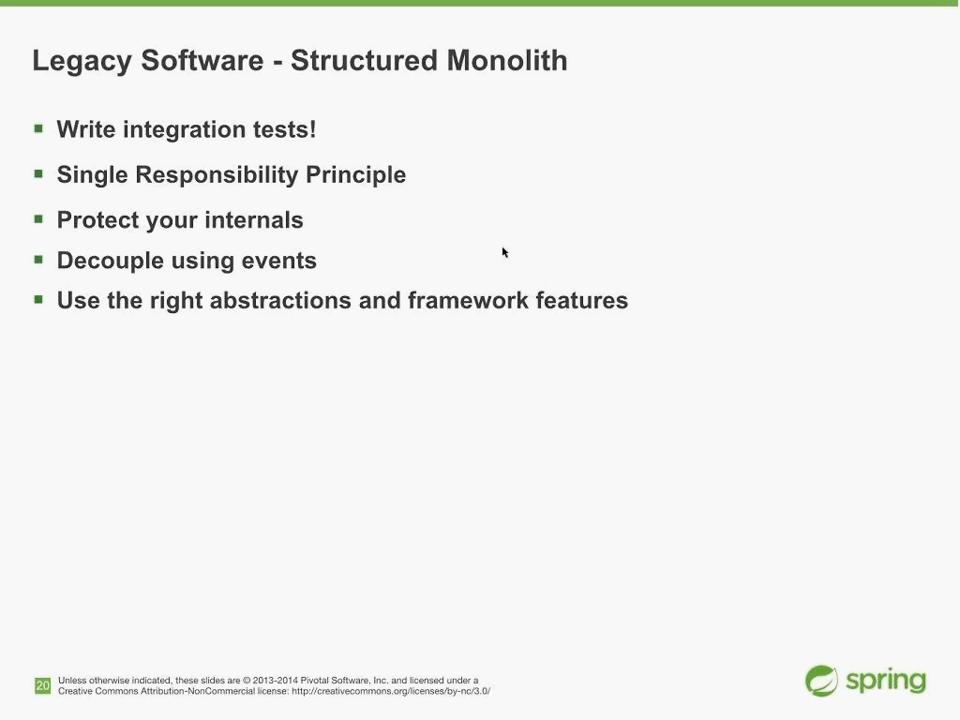 Legacy Software - Structured Monolith
Write integration tests!
Single Responsibility Principle
Protect your internals
Decouple using events
Use the right abstractions and framework features
20
Unless otherwise indicated, these slides are © 2013-2014 Pivotal Software, Inc. and licensed under a
Creative Commons Attribution-NonCommercial license: http://creativecommons.org/licenses/by-nc/3.0/
spring